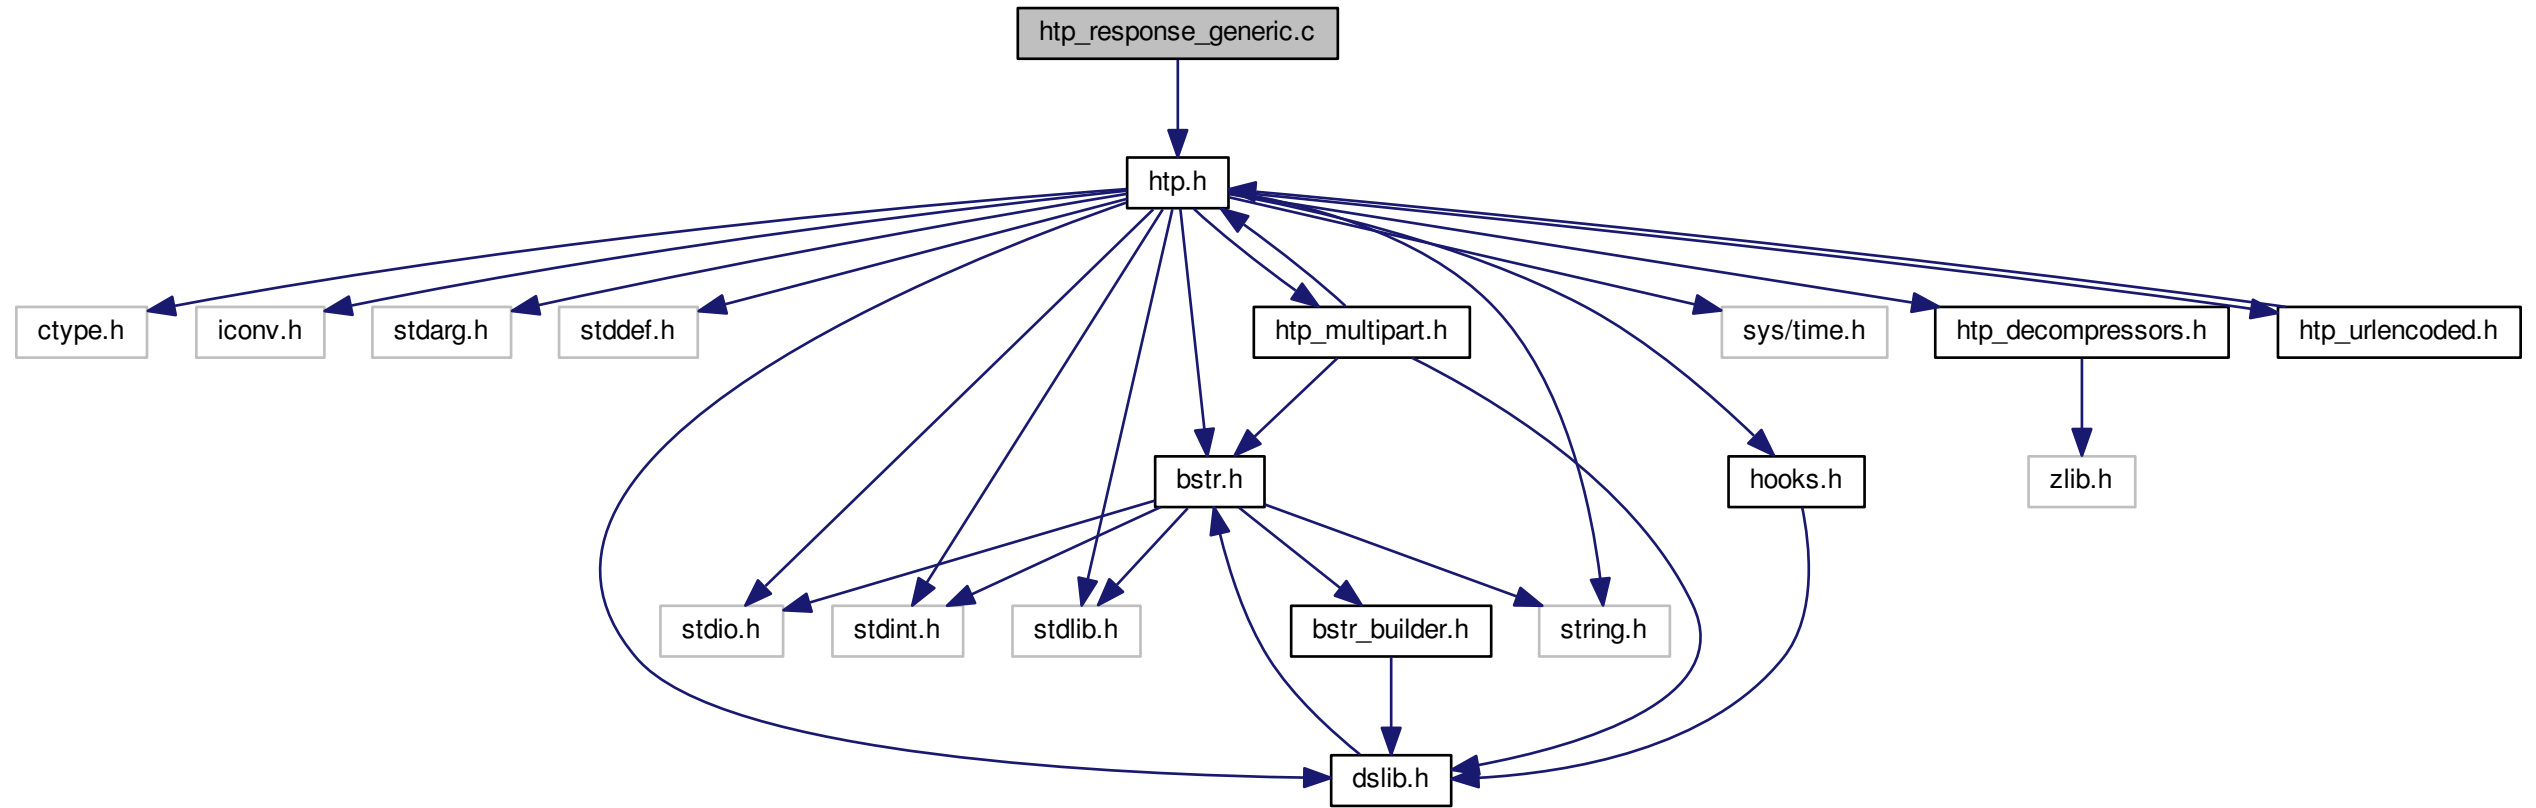 htp_response_generic.c
htp.h
ctype.h
iconv.h
stdarg.h
stddef.h
htp_multipart.h
sys/time.h
htp_decompressors.h
htp_urlencoded.h
bstr.h
hooks.h
zlib.h
stdio.h
stdint.h
stdlib.h
bstr_builder.h
string.h
dslib.h